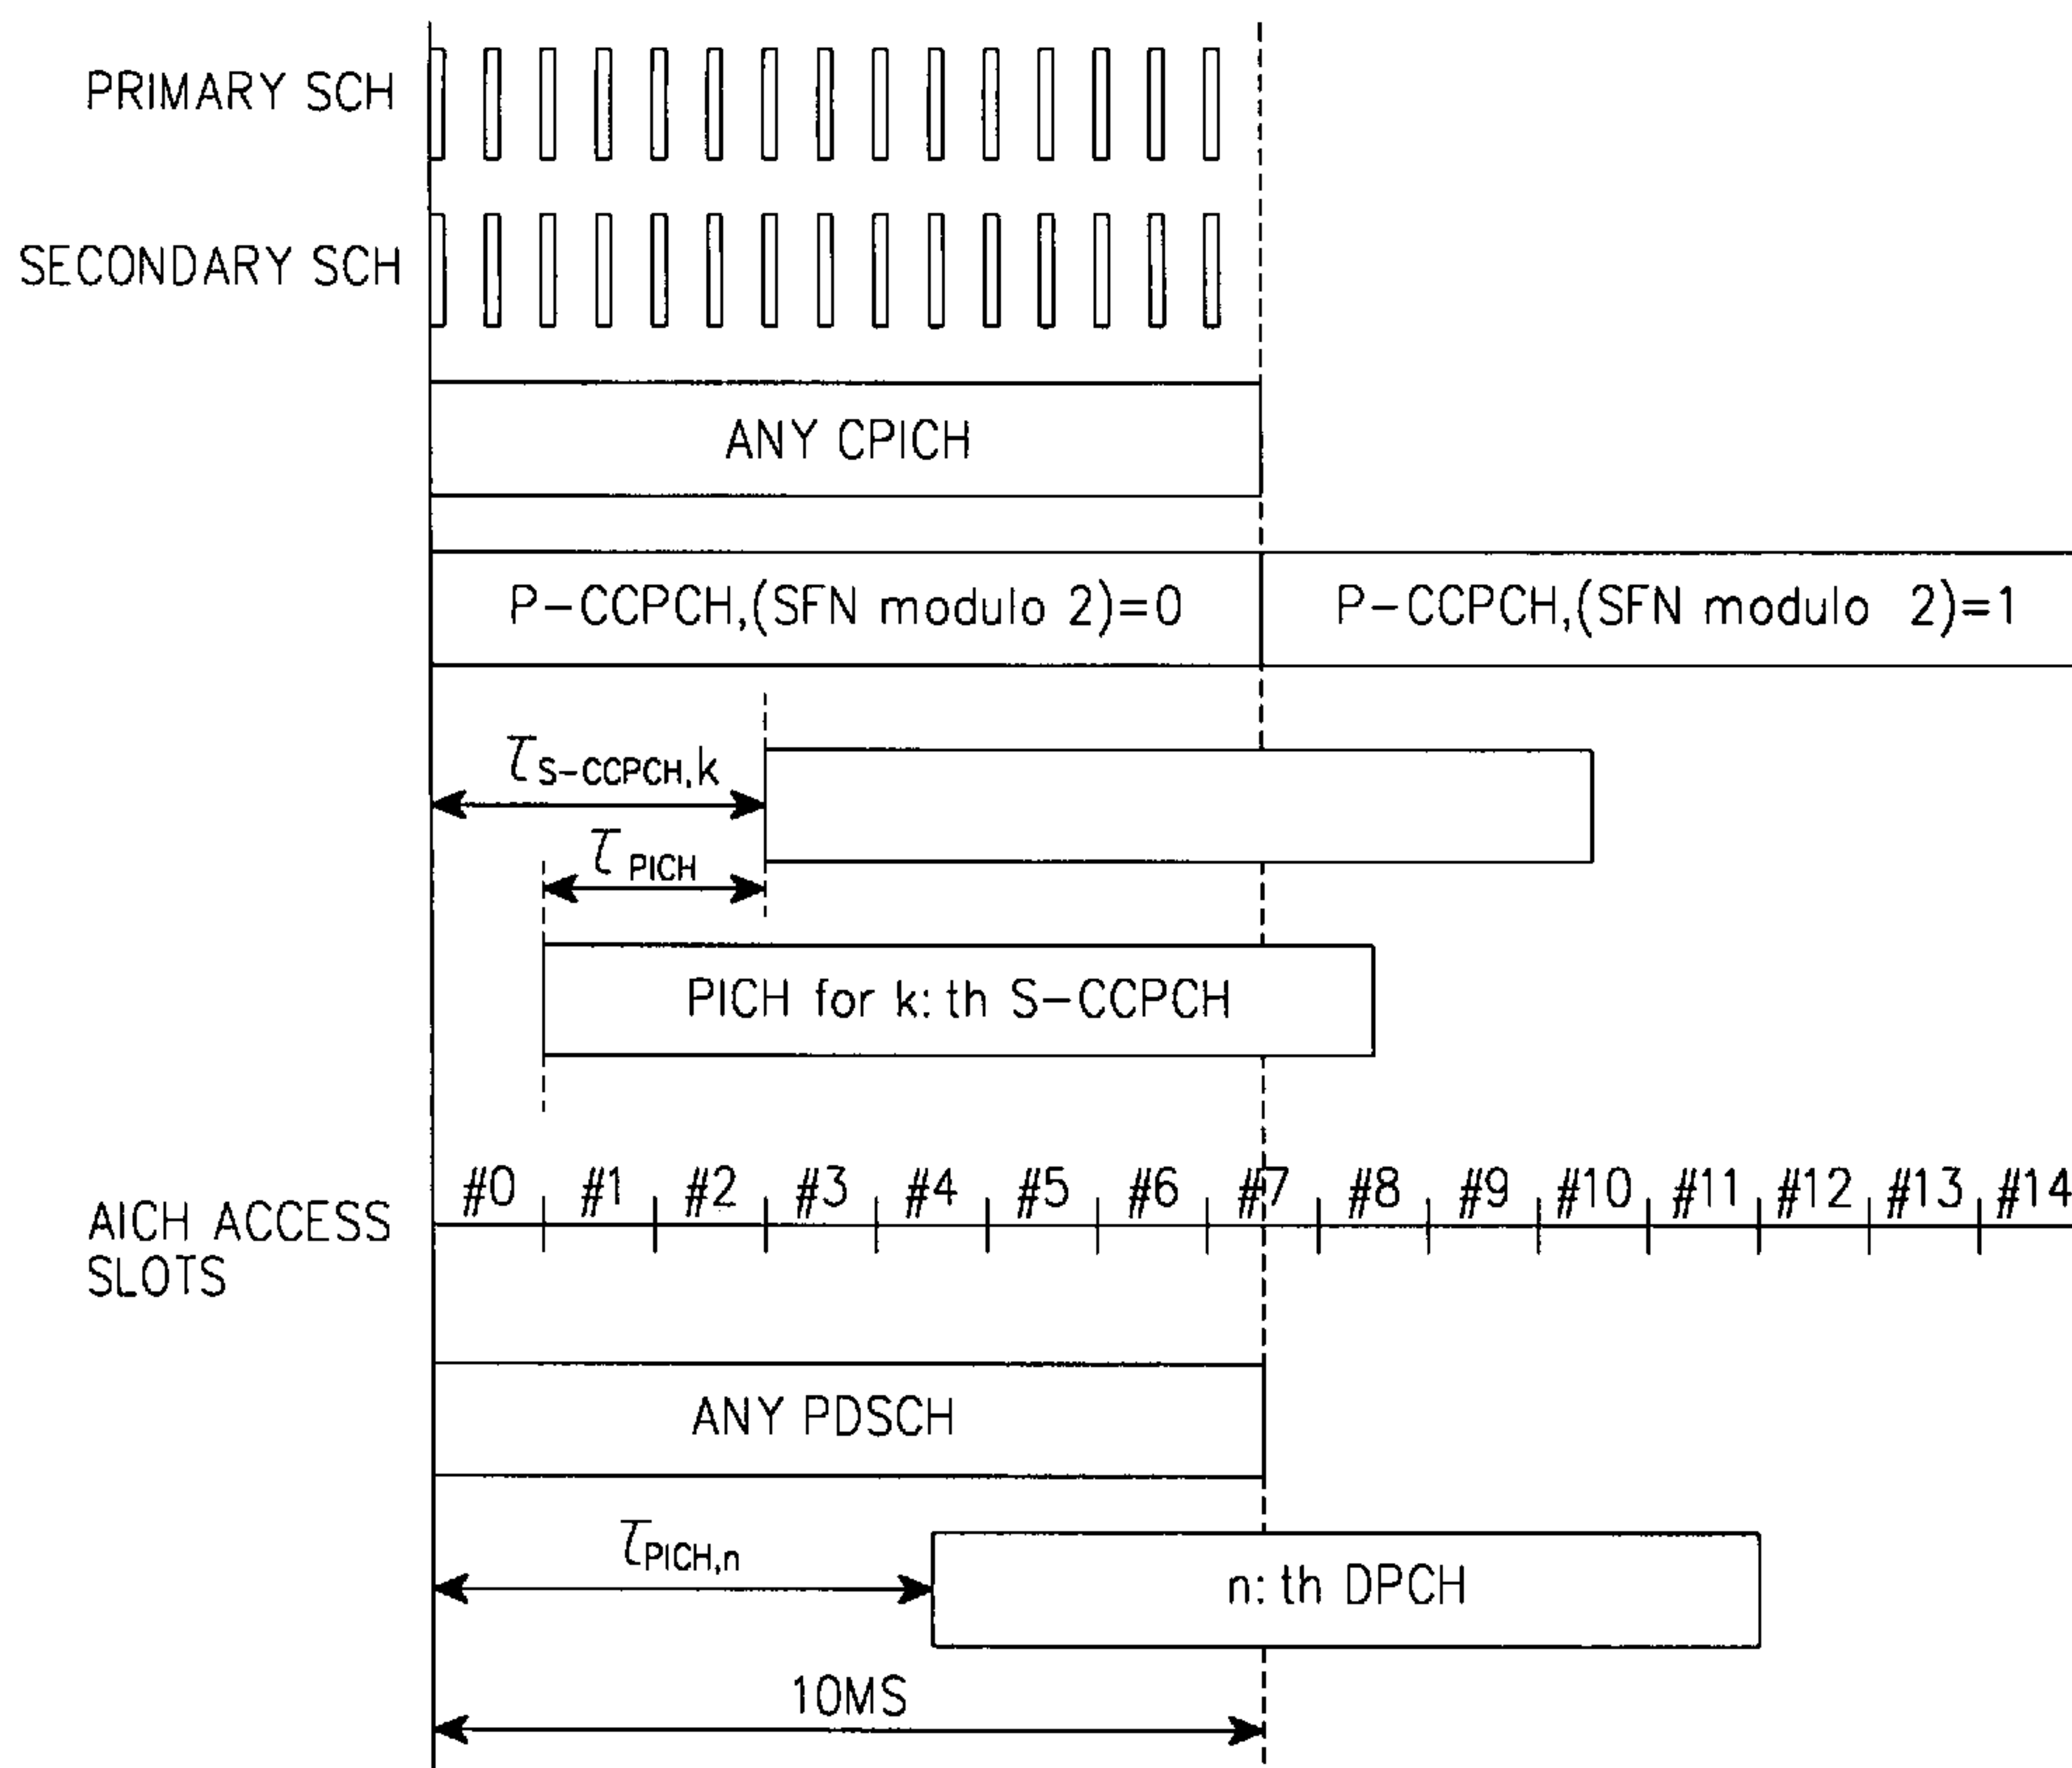 PRIMARY SCH
SECONDARY SCH
ANY CPICH
P-CCPCH,(SFN modulo 2)=0
P-CCPCH,(SFN modulo 2)=1
τS-CCPCH,k
τPICH
PICH for k: th S-CCPCH
#0 #1 #2 #3 #4 #5 #6 #7 #8 #9 #10 #11 #12 #13 #14
AICH ACCESS
SLOTS
ANY PDSCH
τPICH,n
n: th DPCH
10MS